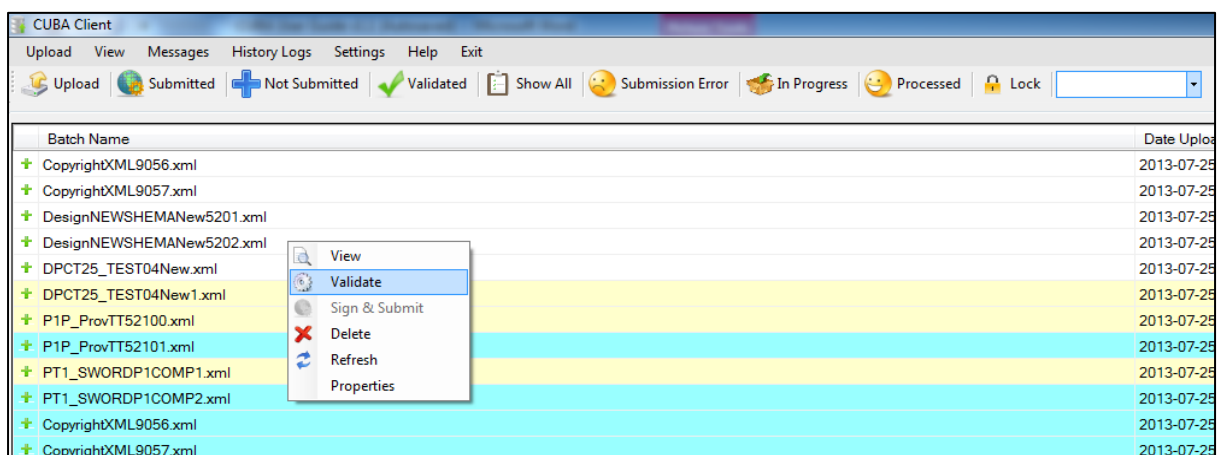 CUBA Client
Upload View Messages History Logs Settings Help Exit
Upload Submitted Not Submitted Validated Show All Submission Error In Progress Processed Lock
Batch Name Date Uploa
CopyrightXML9056.xml 2013-07-25
CopyrightXML9057.xml 2013-07-25
DesignNEWSHEMANew5201.xml 2013-07-25
DesignNEWSHEMANew5202.xml 2013-07-25
View
DPCT25_TEST04New.xml 2013-07-25
Validate
DPCT25_TEST04New1.xml 2013-07-25
Sign & Submit
P1P_ProvTT52100.xml 2013-07-25
Delete
P1P_ProvTT52101.xml 2013-07-25
Refresh
PT1_SWORDP1COMP1.xml 2013-07-25
Properties
PT1_SWORDP1COMP2.xml 2013-07-25
CopyrightXML9056.xml 2013-07-25
CopyrightXML9057.xml 2013-07-25